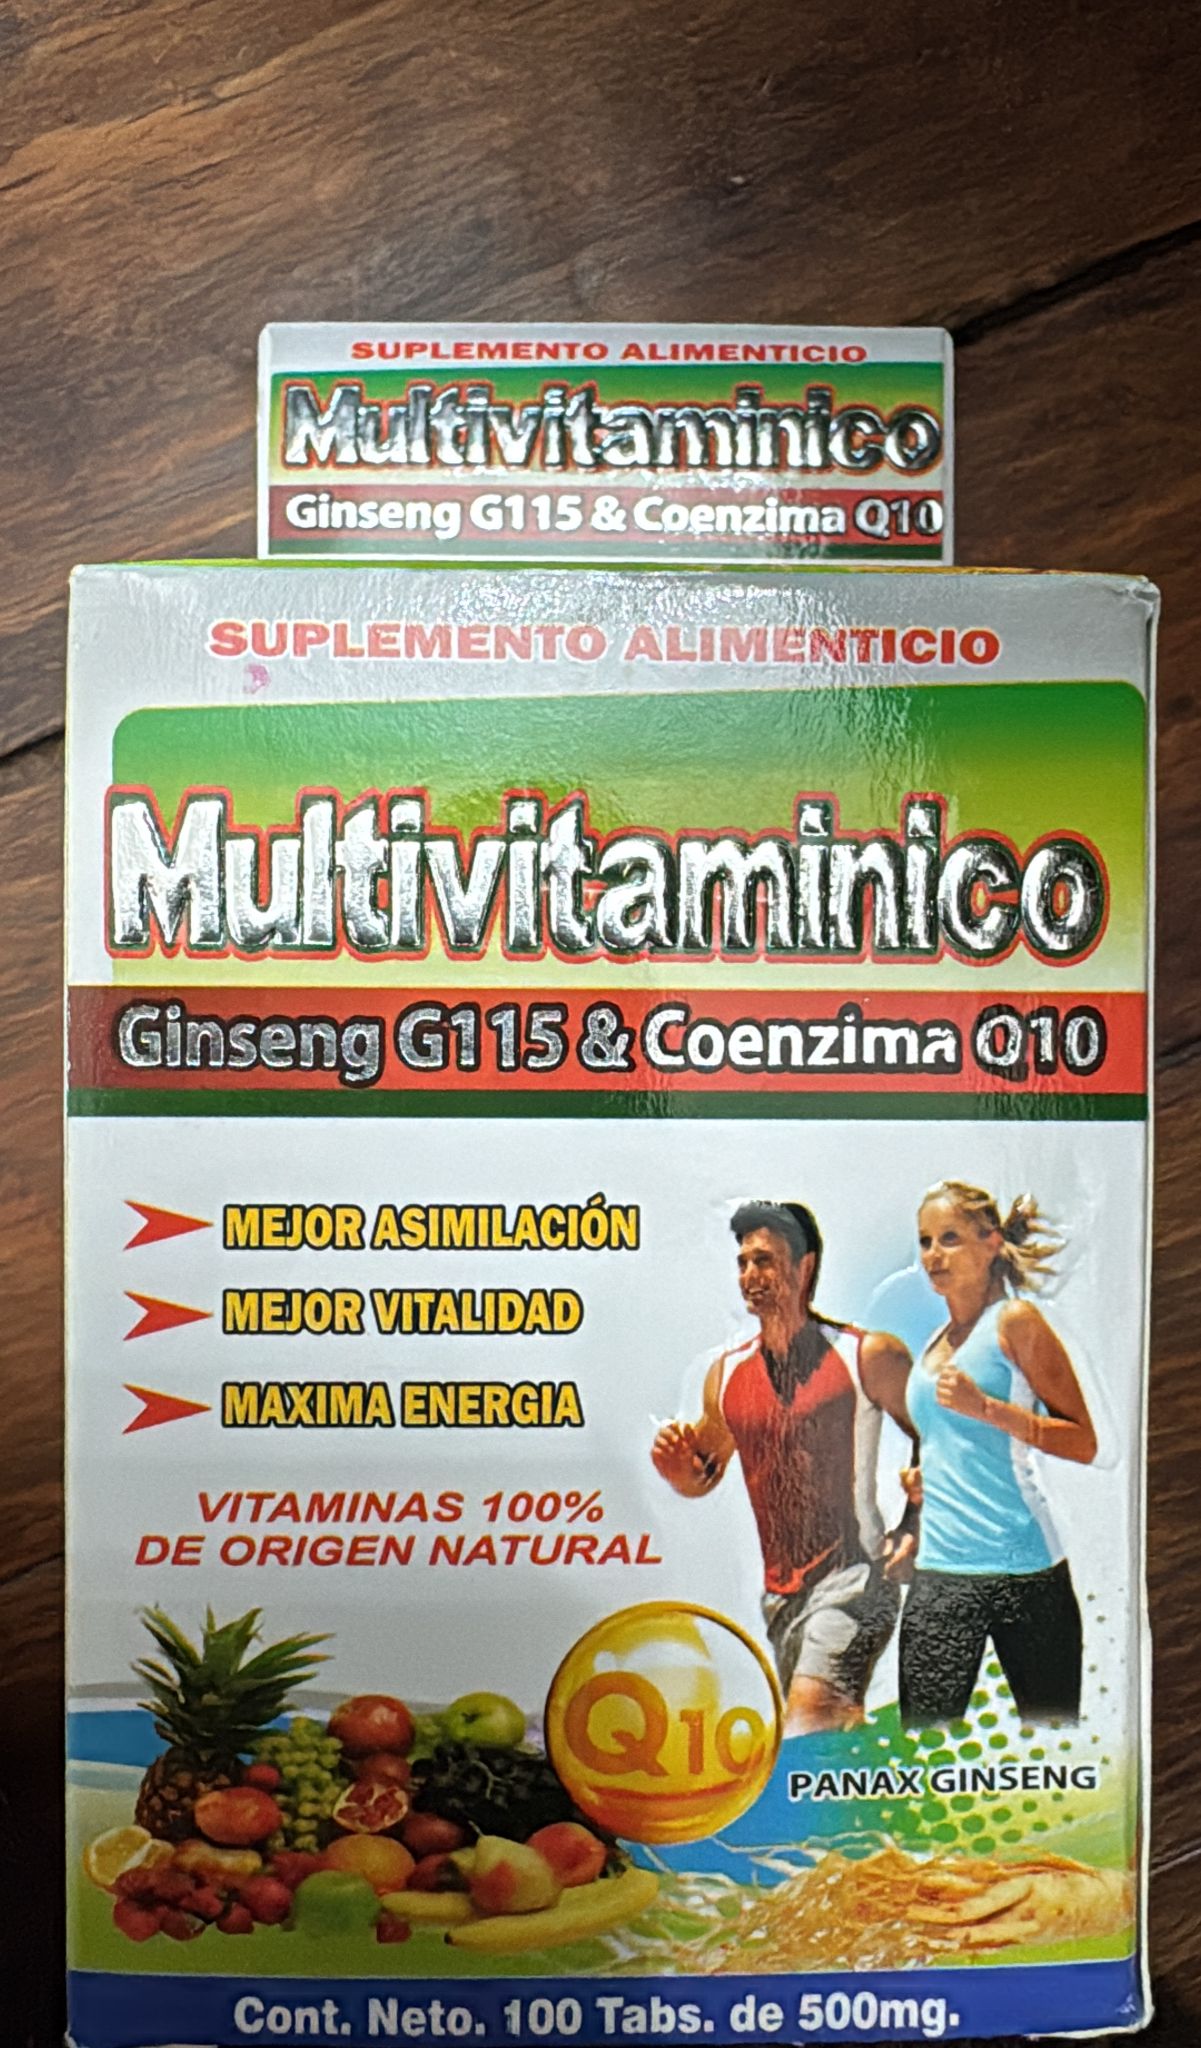 SUPLEMENTO ALIMENTICIO
Multivitaminico
Ginseng G115 & Coenzima Q10
SUPLEMENTO ALIMENTICIO
Multivitaminico
Ginseng G115 & Coenzima Q10
MEJOR ASIMILACIÓN
MEJOR VITALIDAD
MAXIMA ENERGIA
VITAMINAS 100%
DE ORIGEN NATURAL
Q10
PANAX GINSENG
Cont. Neto. 100 Tabs. de 500mg.